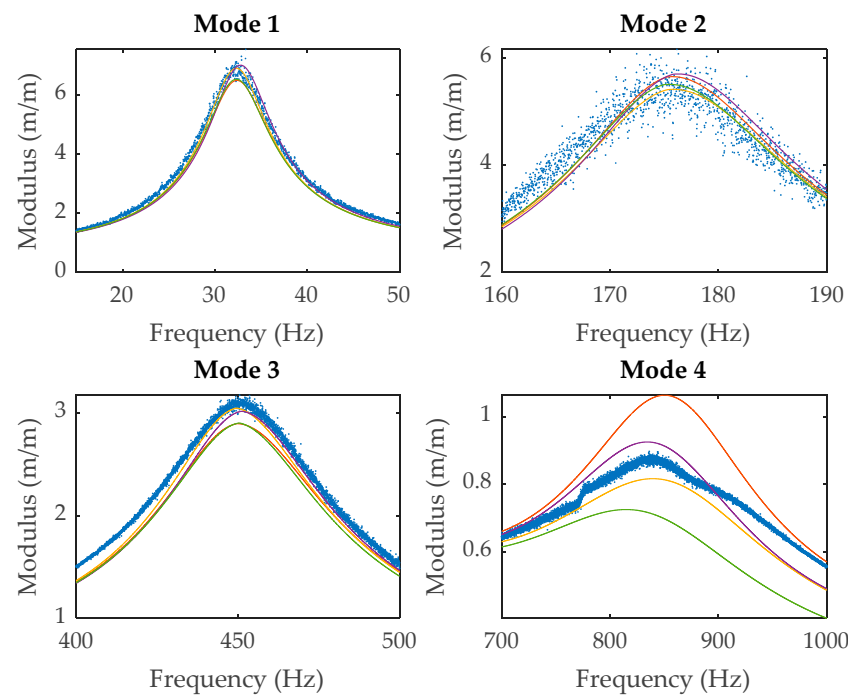 Mode 1
Mode 2
Modulus (m/m)
6
4
2
0
20
30
40
50
Frequency (Hz)
Modulus (m/m)
6
4
2
160
170
180
190
Frequency (Hz)
Mode 3
Mode 4
Modulus (m/m)
3
2
1
400
450
500
Frequency (Hz)
Modulus (m/m)
1
0.8
0.6
700
800
900
1000
Frequency (Hz)